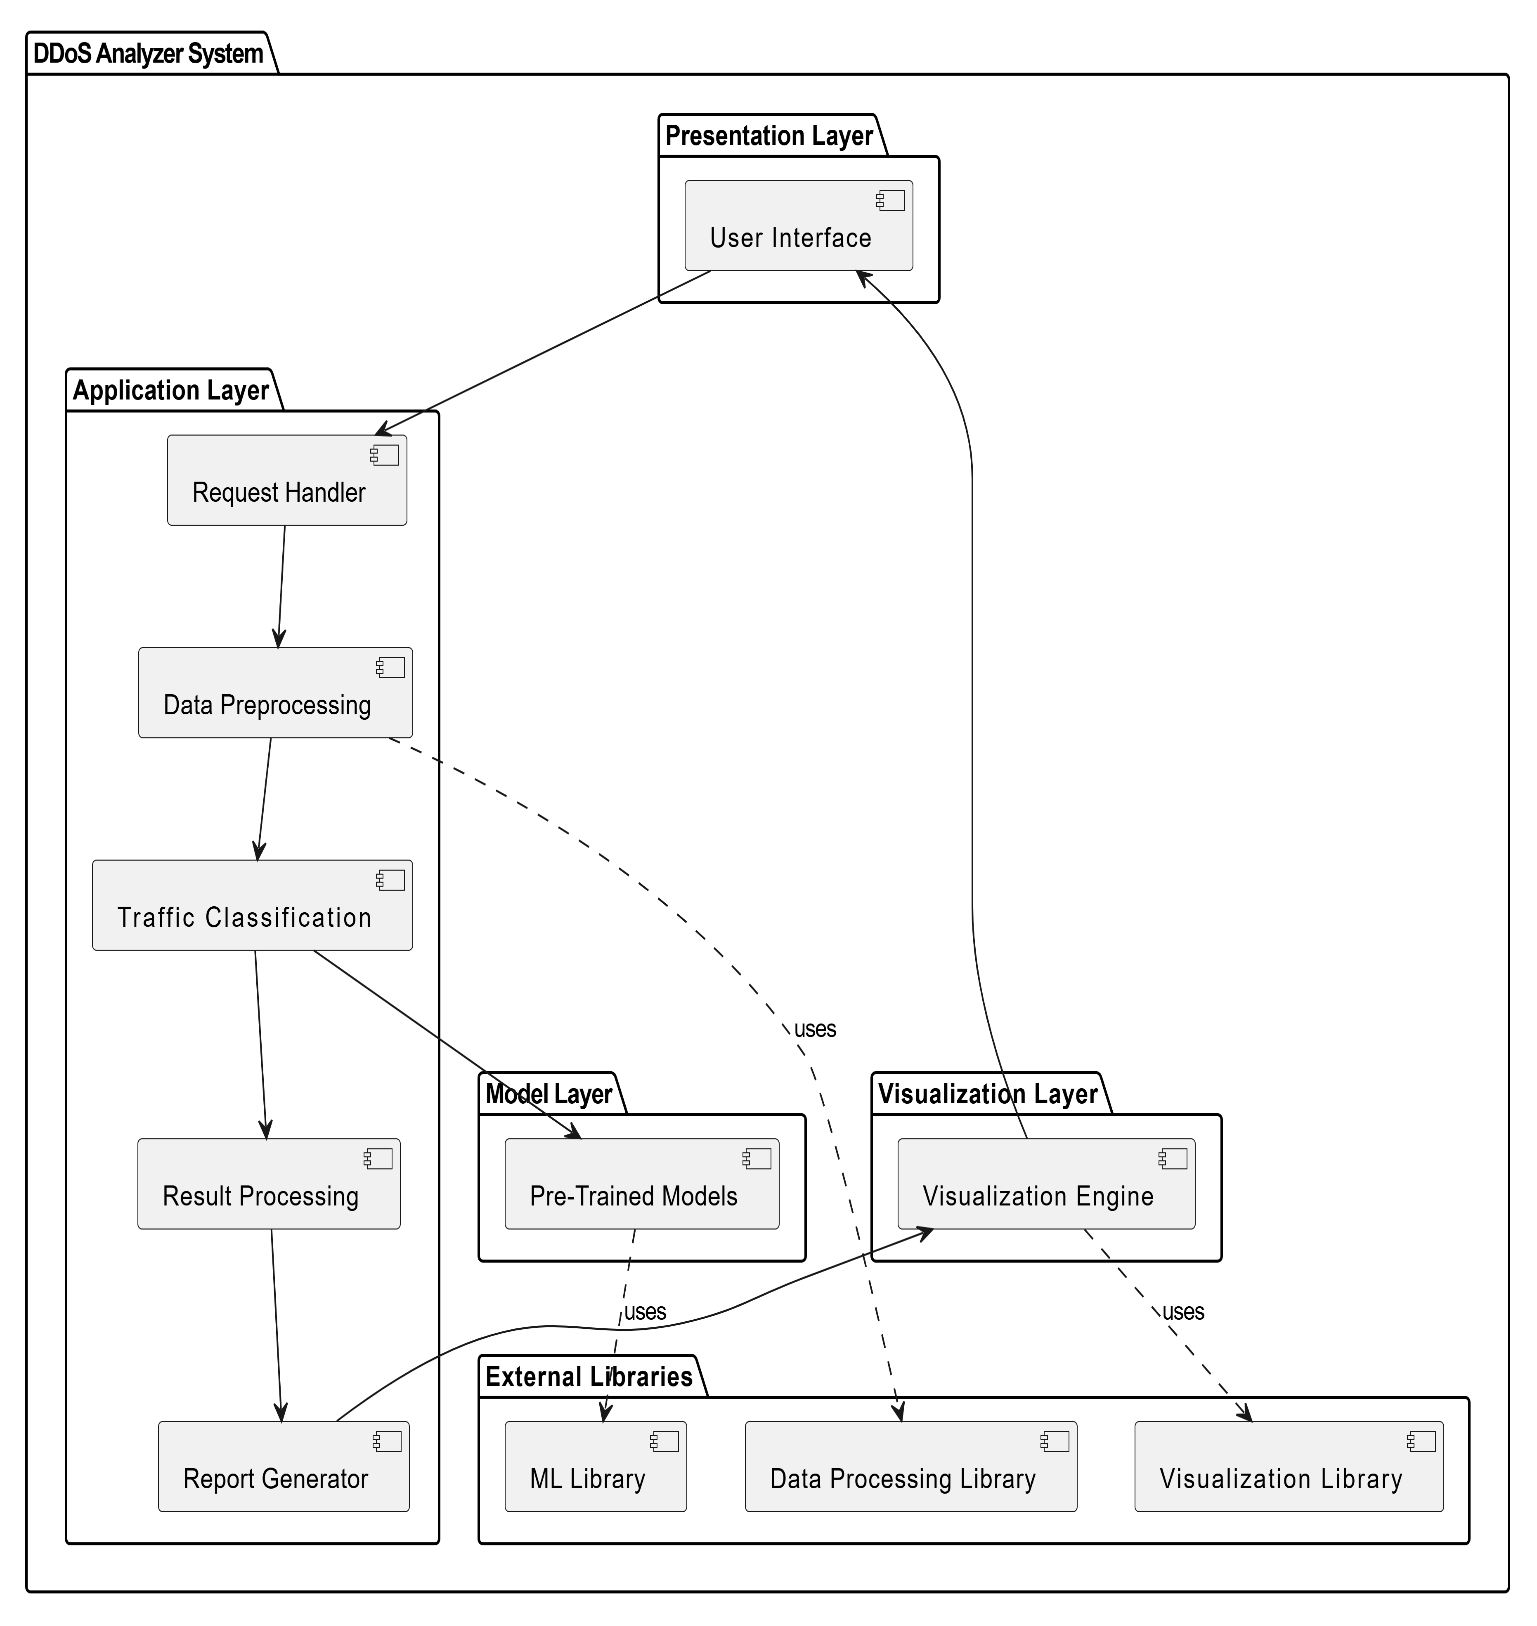 DDoS Analyzer System
Presentation Layer
User Interface
Application Layer
Request Handler
Data Preprocessing
Traffic Classification
uses
Model Layer
Visualization Layer
Result Processing
Pre-Trained Models
Visualization Engine
uses
uses
External Libraries
Report Generator
ML Library
Data Processing Library
Visualization Library